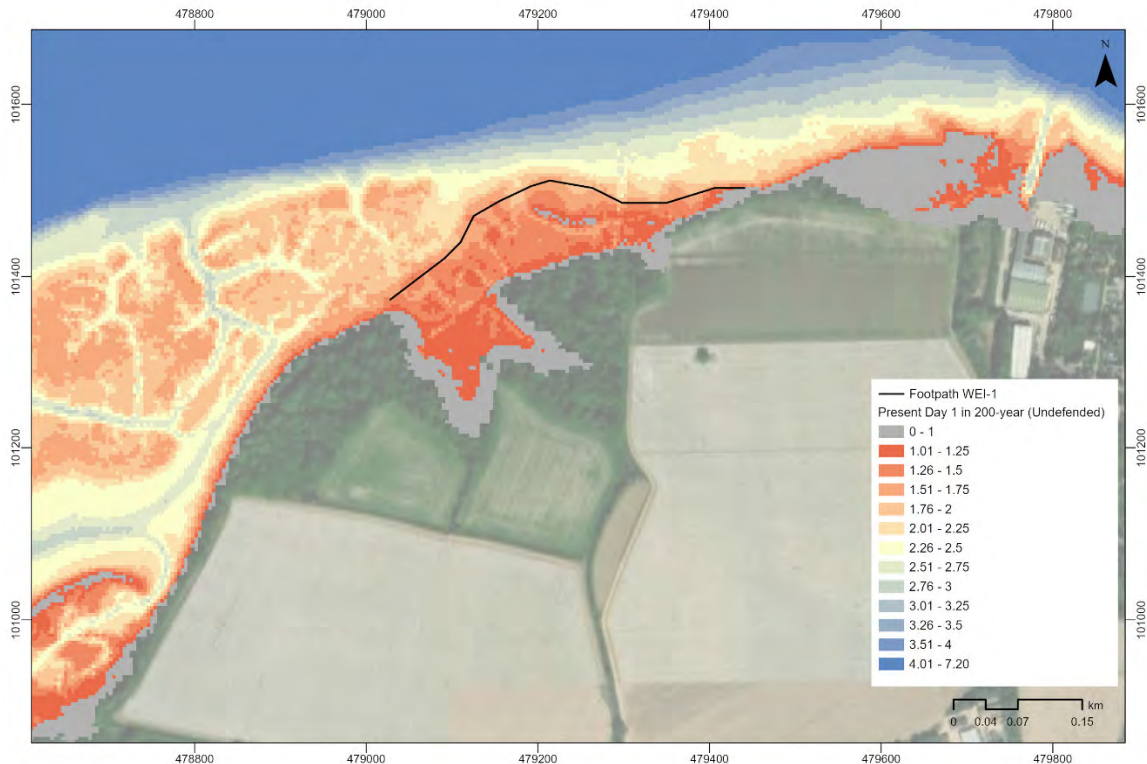 478800 479000 479200 479400 479600 479800
N
101600 101600
101400 101400
101200 101200
101000 101000
Footpath WEI-1
Present Day 1 in 200-year (Undefended)
0 - 1
1.01 - 1.25
1.26 - 1.5
1.51 - 1.75
1.76 - 2
2.01 - 2.25
2.26 - 2.5
2.51 - 2.75
2.76 - 3
3.01 - 3.25
3.26 - 3.5
3.51 - 4
4.01 - 7.20
km
0 0.04 0.07 0.15
478800 479000 479200 479400 479600 479800